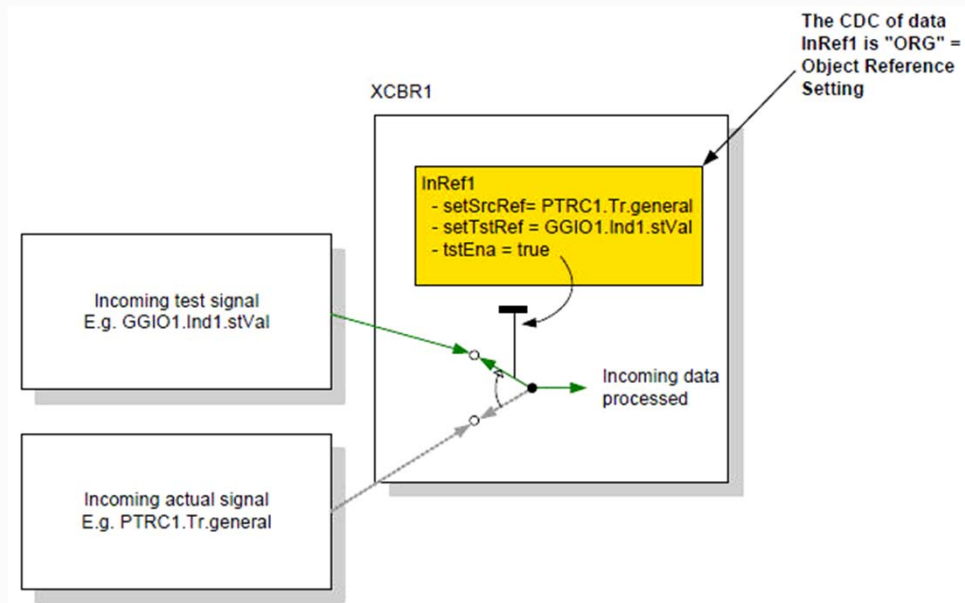 The CDC of data
InRef1 is "ORG" =
Object Reference
Setting
XCBR1
InRef1
- setSrcRef= PTRC1.Tr.general
- setTstRef = GGIO1.Ind1.stVal
- tstEna = true
Incoming test signal
E.g. GGIO1.Ind1.stVal
Incoming data
processed
Incoming actual signal
E.g. PTRC1.Tr.general